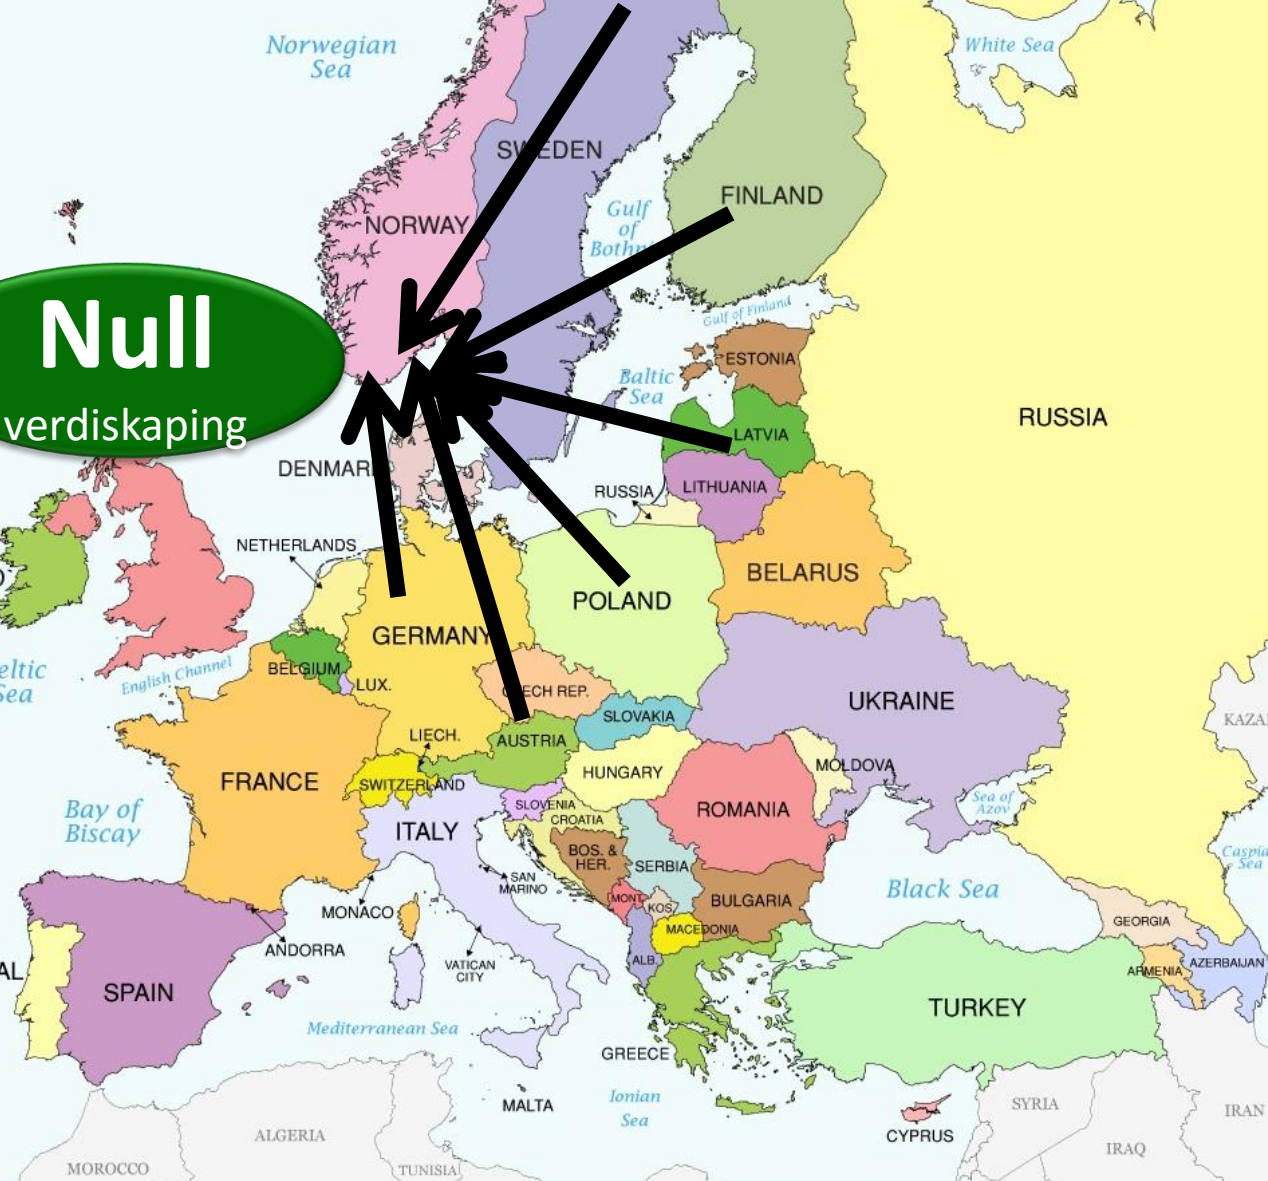 Norwegian
Sea
White Sea
SWEDEN
FINLAND
NORWAY
Gulf
of
Bothni
Null
verdiskaping
Gulf of Finland
ESTONIA
Baltic
Sea
RUSSIA
LATVIA
DENMARK
LITHUANIA
RUSSIA
NETHERLANDS
BELARUS
POLAND
GERMANY
eltic
Sea
English Channel
BELGIUM
LUX.
CZECH REP.
UKRAINE
SLOVAKIA
KAZA
LIECH.
AUSTRIA
MOLDOVA
HUNGARY
FRANCE
SWITZERLAND
Sea of
Azov
SLOVENIA
CROATIA
ROMANIA
Bay of
Biscay
ITALY
BOS. &
HER.
SERBIA
Caspia
Sea
SAN
MARINO
Black Sea
MONT.
KOS.
BULGARIA
MONACO
GEORGIA
MACEDONIA
ANDORRA
ALB.
VATICAN
CITY
AL
ARMENIA
AZERBAIJAN
SPAIN
TURKEY
Mediterranean Sea
GREECE
MALTA
Ionian
Sea
SYRIA
IRAN
CYPRUS
ALGERIA
IRAQ
MOROCCO
TUNISIA